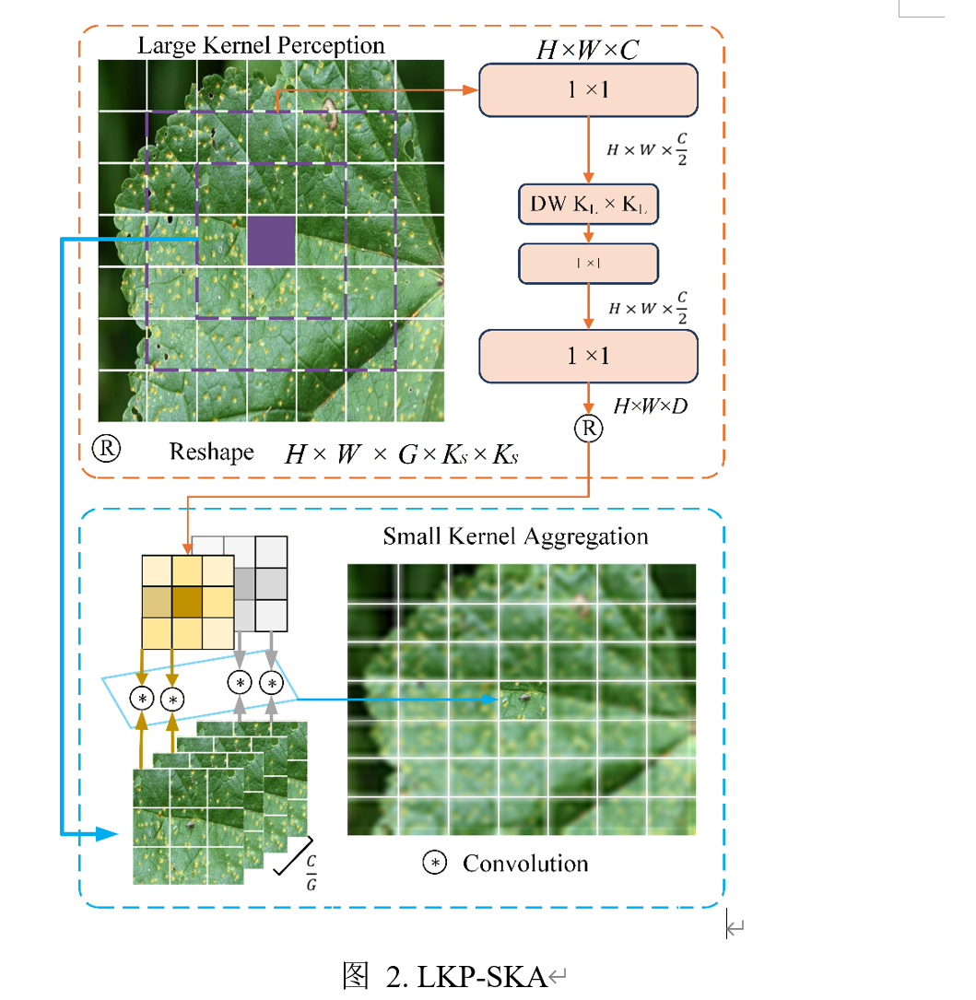 Large Kernel Perception
H×W×C
1 ×1
H × W × C/2
DW K_L × K_L
1 ×1
H × W × C/2
1 ×1
H×W×D
Ⓡ
Ⓡ Reshape H × W × G × K_S × K_S
Small Kernel Aggregation
⊛ ⊛ ⊛ ⊛
C/G
⊛ Convolution
图 2. LKP-SKA↵